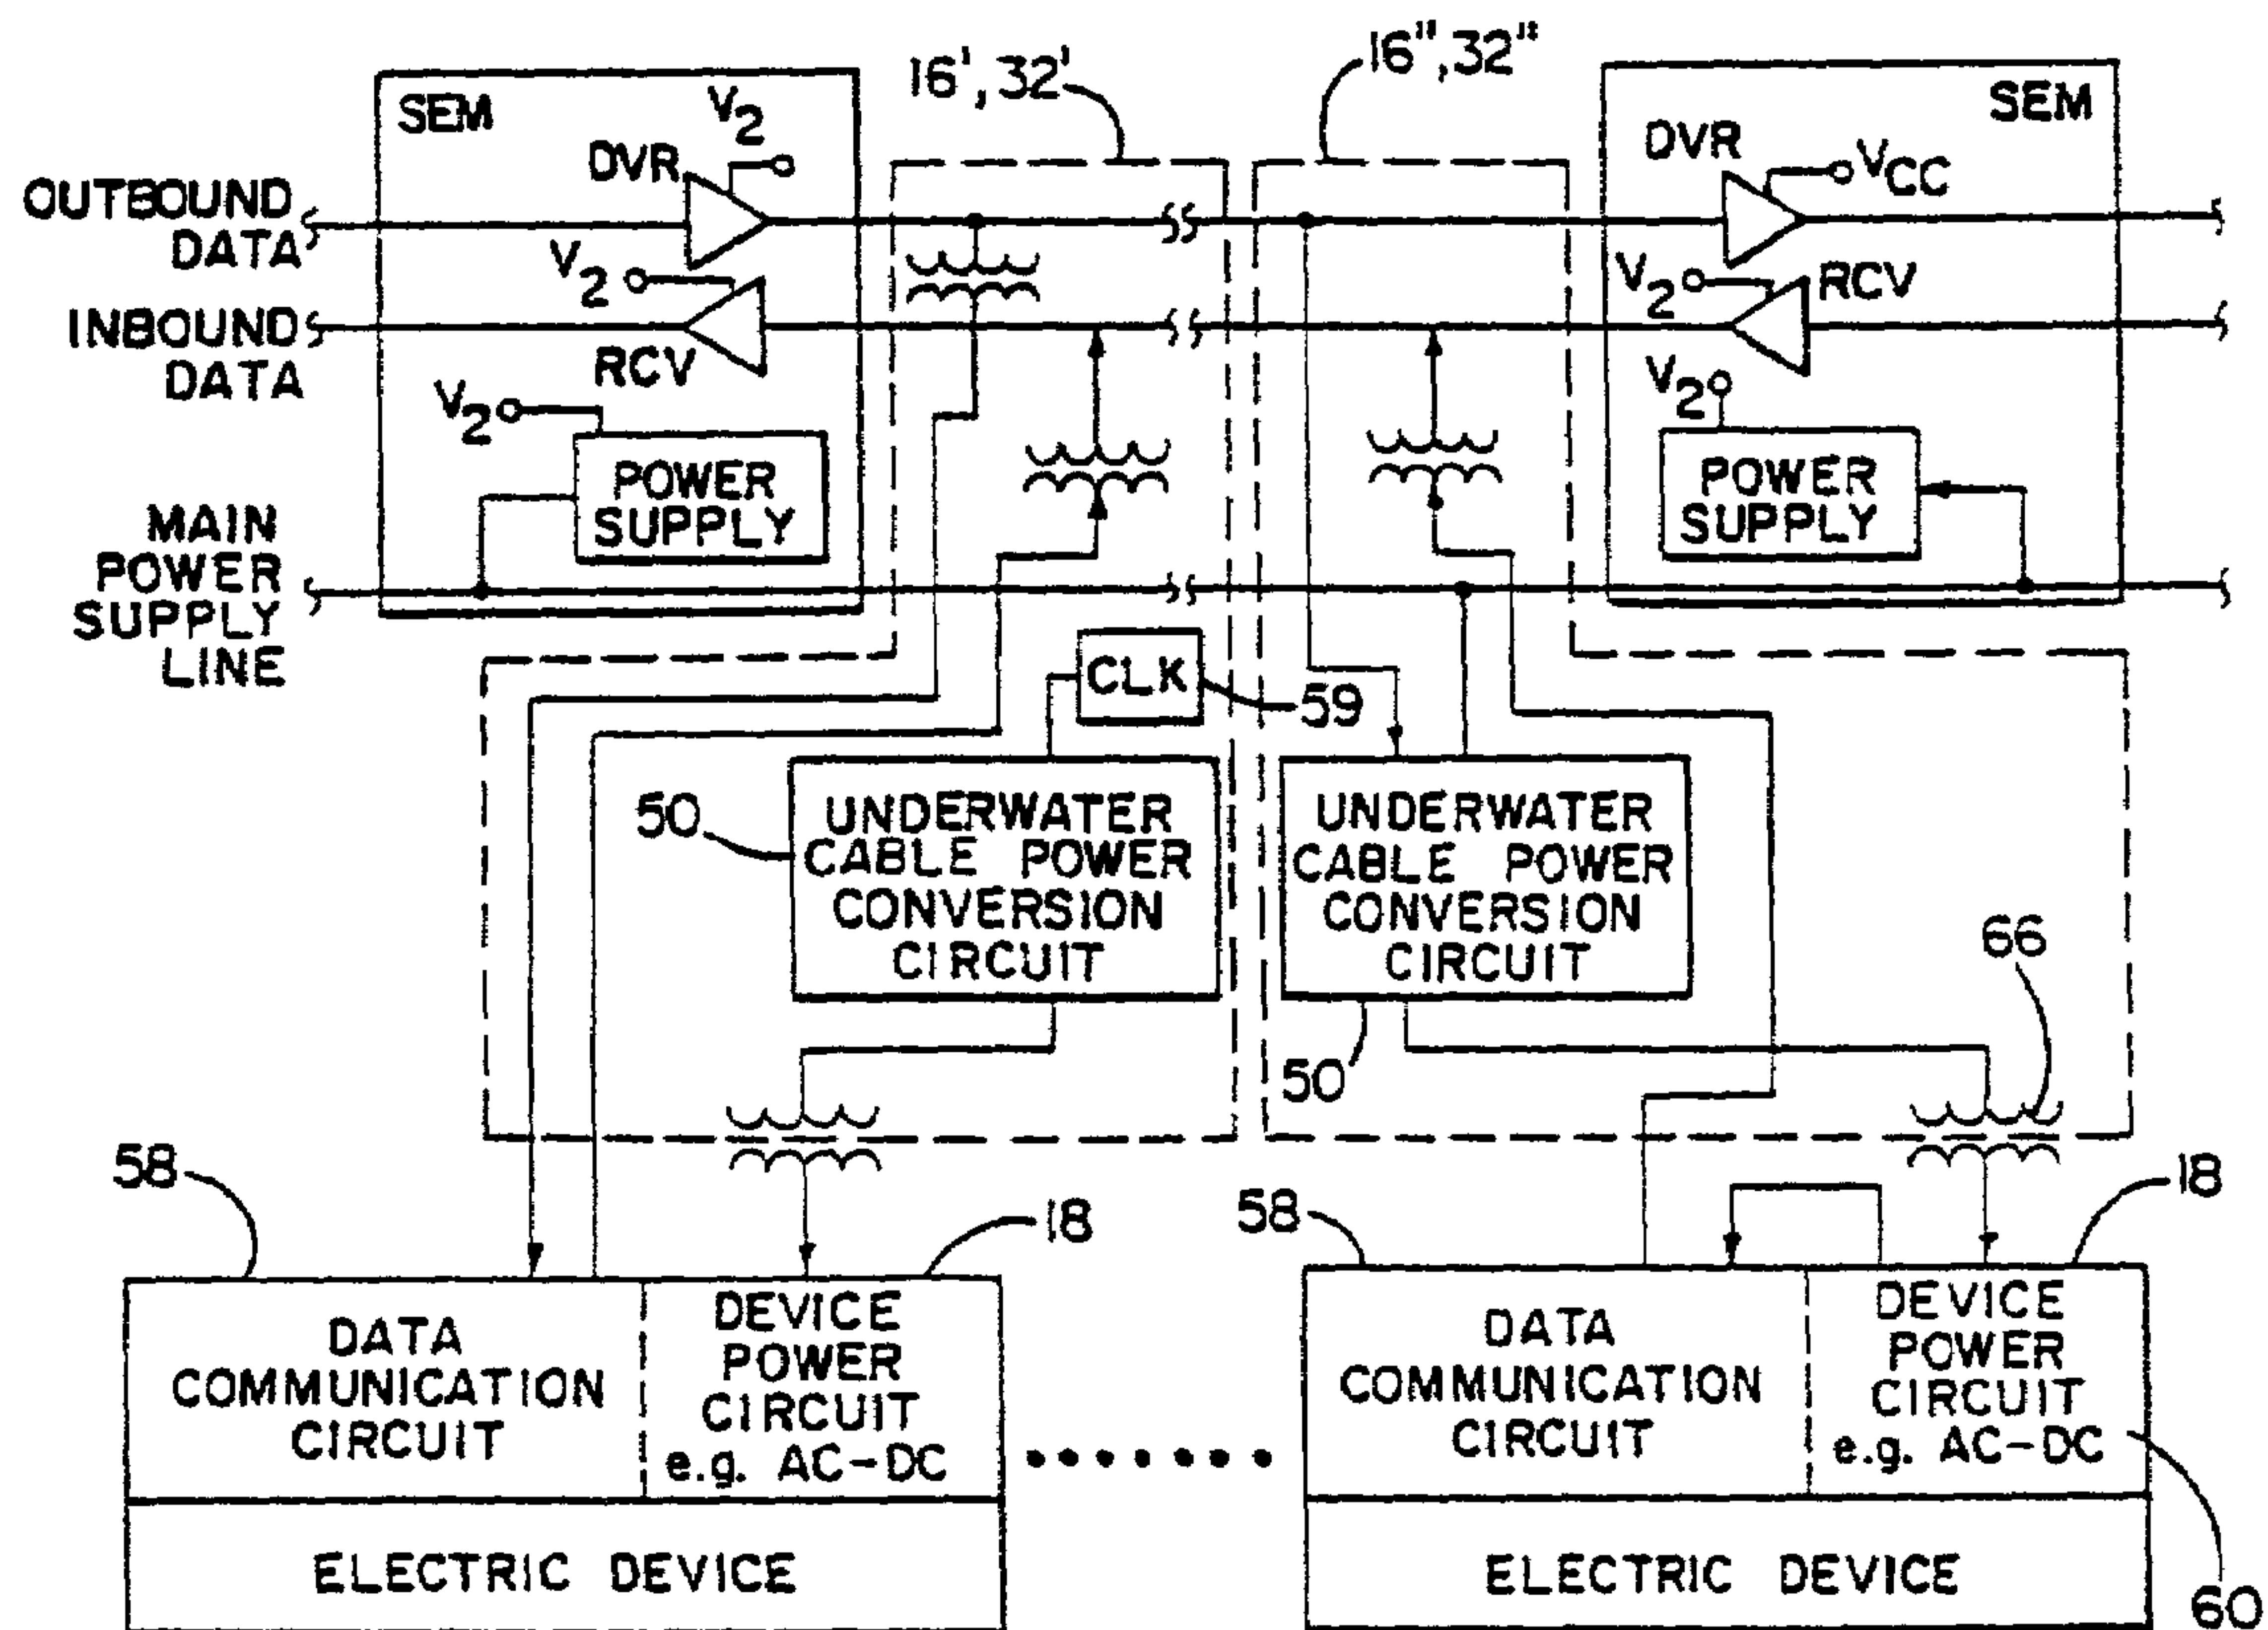 16', 32'
16", 32"
SEM
V2
DVR
OUTBOUND
DATA
V2
RCV
INBOUND
DATA
V2
POWER
SUPPLY
MAIN
POWER
SUPPLY
LINE
SEM
DVR
VCC
V2
RCV
V2
POWER
SUPPLY
CLK
59
50
UNDERWATER
CABLE POWER
CONVERSION
CIRCUIT
UNDERWATER
CABLE POWER
CONVERSION
CIRCUIT
50
66
58
18
58
18
DATA
COMMUNICATION
CIRCUIT
DEVICE
POWER
CIRCUIT
e.g. AC-DC
ELECTRIC DEVICE
DATA
COMMUNICATION
CIRCUIT
DEVICE
POWER
CIRCUIT
e.g. AC-DC
ELECTRIC DEVICE
60